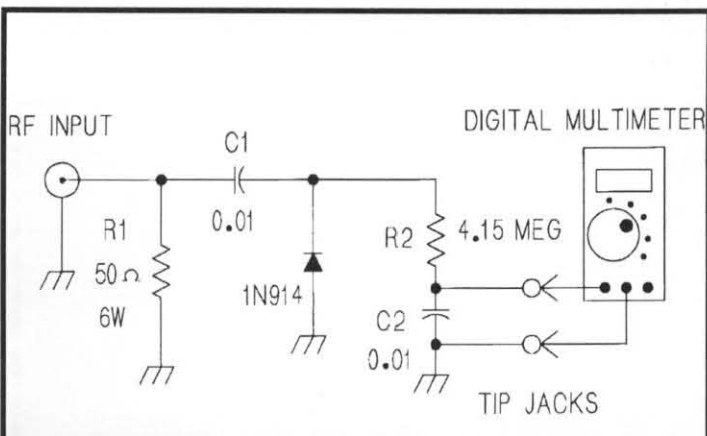 RF INPUT
C1
DIGITAL MULTIMETER
0.01
R1
50Ω
6W
1N914
R2
4.15 MEG
C2
0.01
TIP JACKS